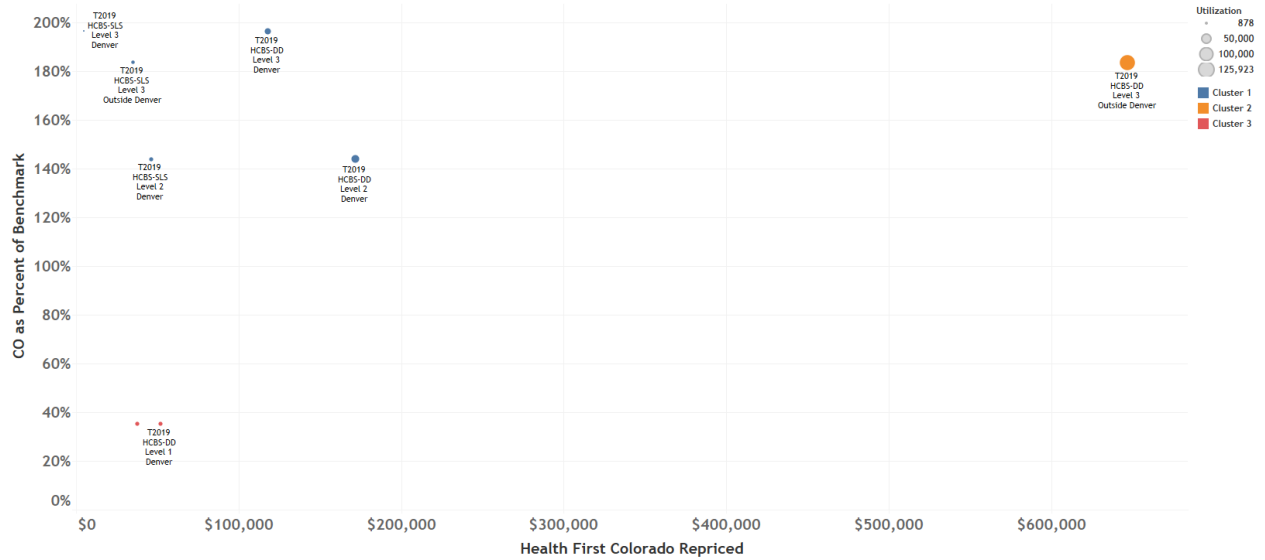 200%
180%
160%
140%
120%
100%
80%
60%
40%
20%
0%
CO as Percent of Benchmark
T2019
HCBS-SLS
Level 3
Denver
T2019
HCBS-SLS
Level 3
Outside Denver
T2019
HCBS-DD
Level 3
Denver
T2019
HCBS-SLS
Level 2
Denver
T2019
HCBS-DD
Level 2
Denver
T2019
HCBS-DD
Level 1
Denver
T2019
HCBS-DD
Level 3
Outside Denver
$0
$100,000
$200,000
$300,000
$400,000
$500,000
$600,000
Health First Colorado Repriced
Utilization
878
50,000
100,000
125,923
Cluster 1
Cluster 2
Cluster 3